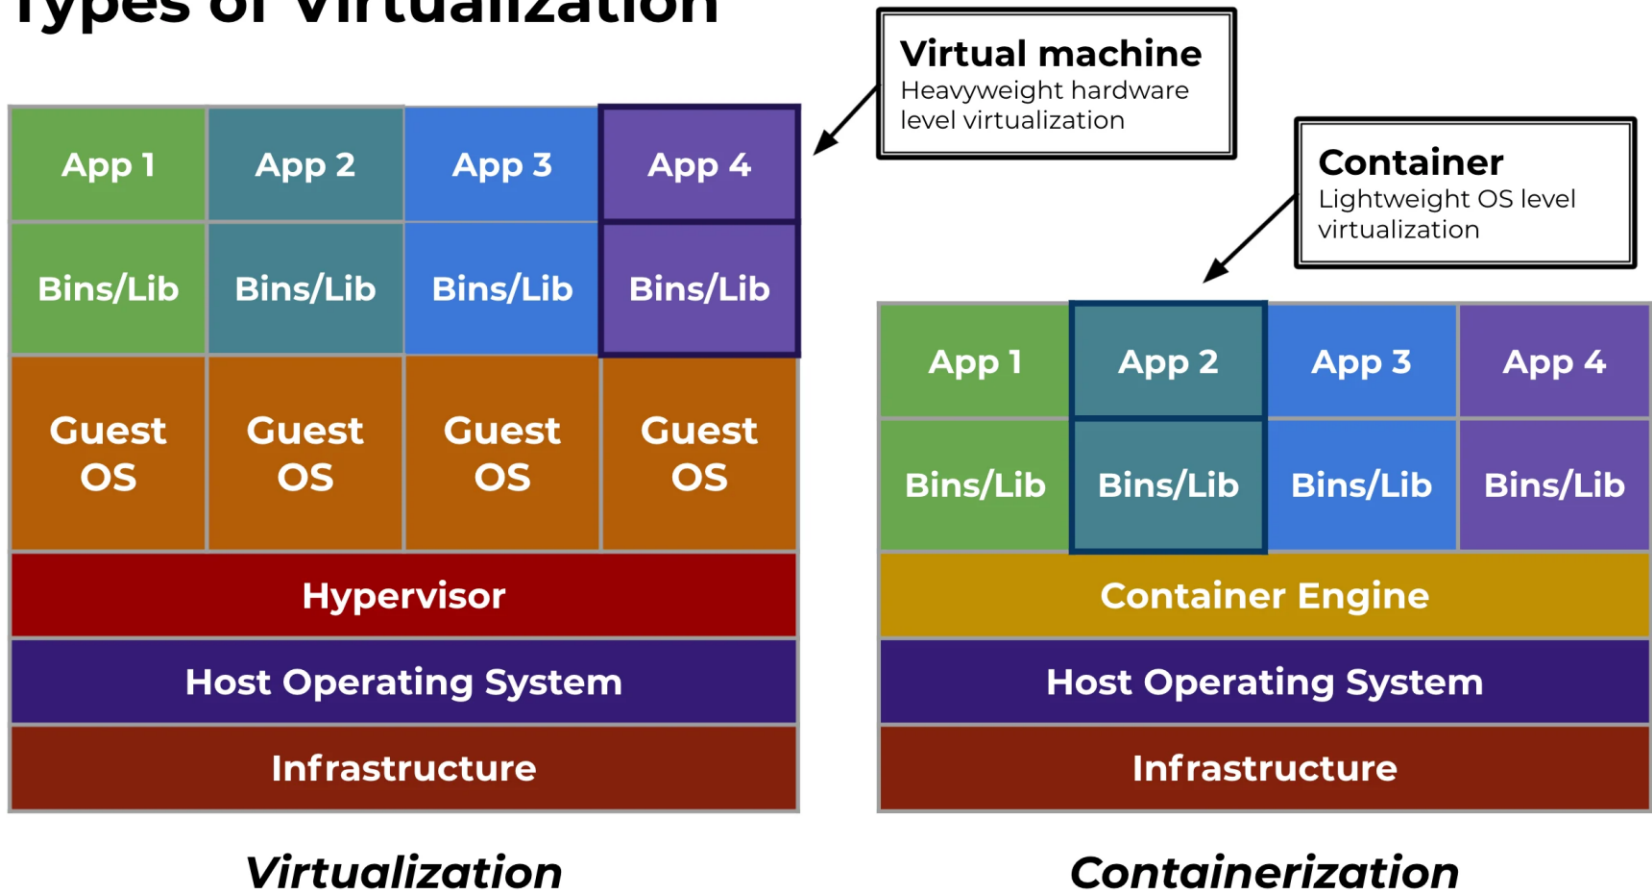 Types of Virtualization
Virtual machine
Heavyweight hardware
level virtualization
Container
Lightweight OS level
virtualization
App 1
App 2
App 3
App 4
Bins/Lib
Bins/Lib
Bins/Lib
Bins/Lib
Guest
OS
Guest
OS
Guest
OS
Guest
OS
Hypervisor
Host Operating System
Infrastructure
Virtualization
App 1
App 2
App 3
App 4
Bins/Lib
Bins/Lib
Bins/Lib
Bins/Lib
Container Engine
Host Operating System
Infrastructure
Containerization